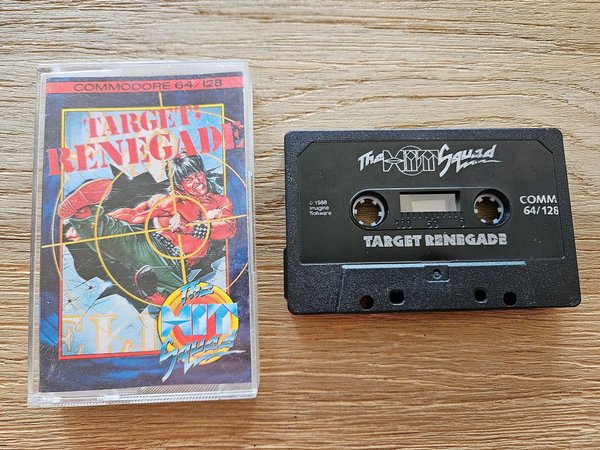 COMMODORE 64/128
TARGET:
RENEGADE
The
HIT
Squad
The HIT Squad
© 1988
Imagine
Software
COMM
64/128
TARGET RENEGADE